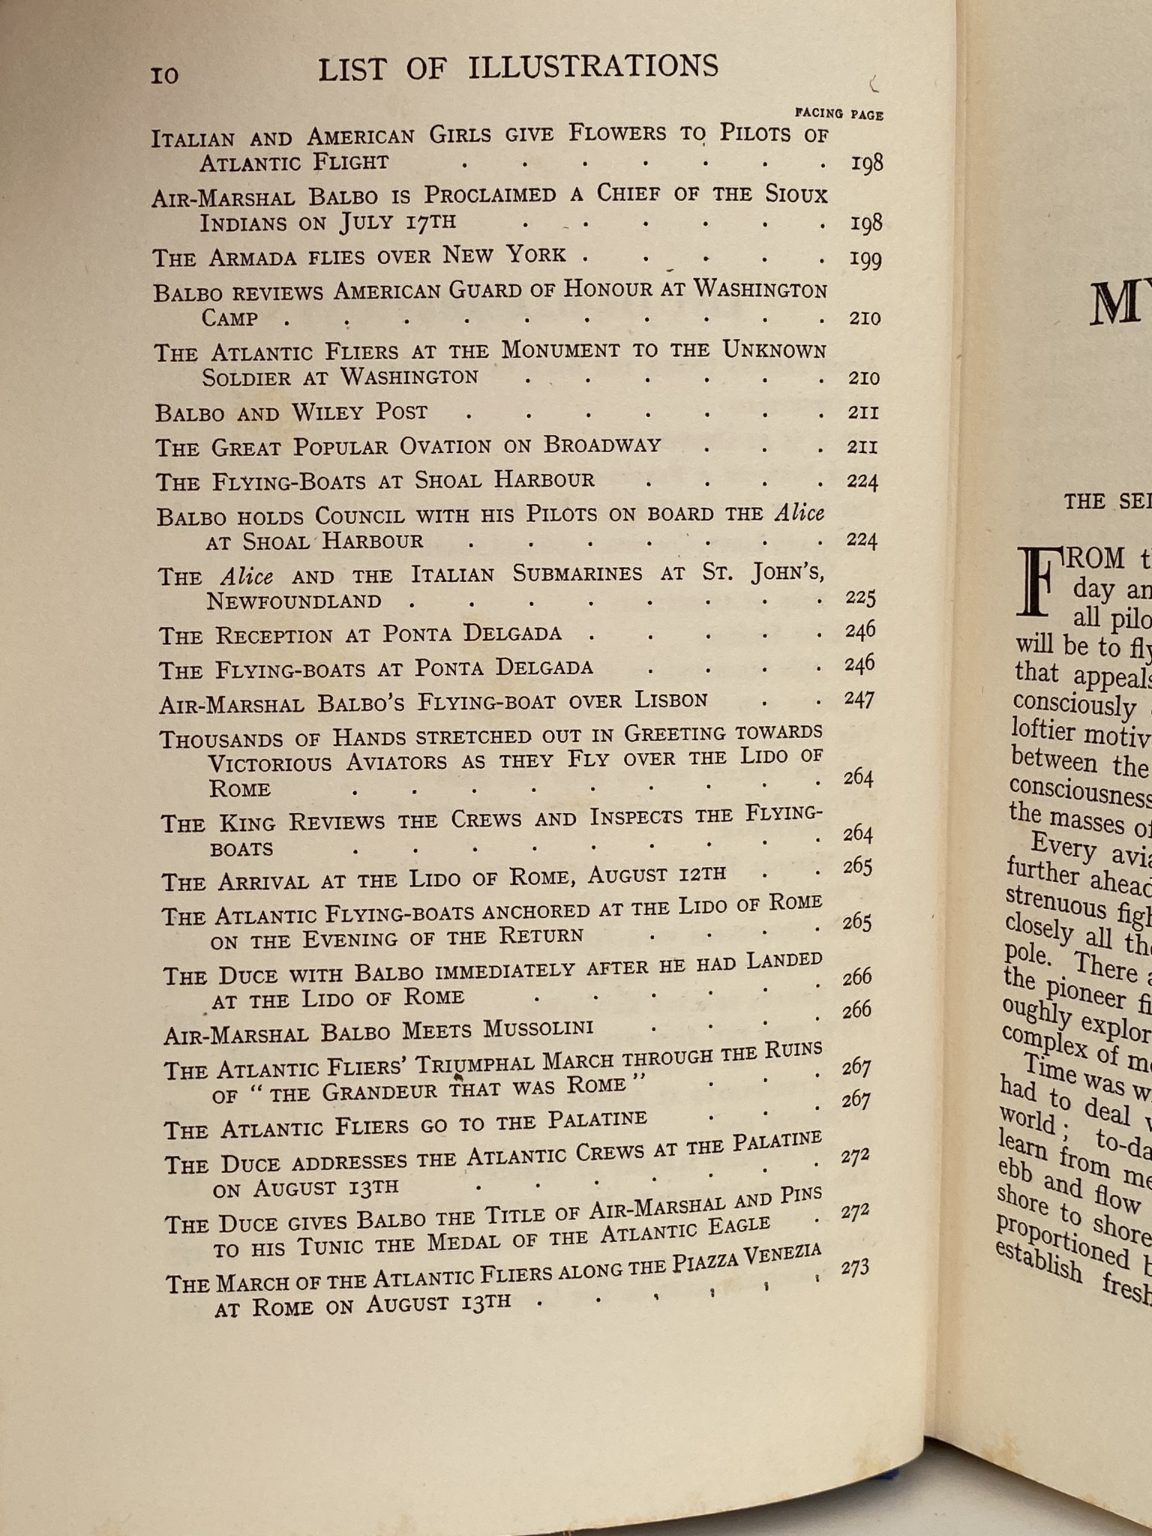 10 LIST OF ILLUSTRATIONS
FACING PAGE
ITALIAN AND AMERICAN GIRLS GIVE FLOWERS TO PILOTS OF
ATLANTIC FLIGHT . . . . . . . 198
AIR-MARSHAL BALBO IS PROCLAIMED A CHIEF OF THE SIOUX
INDIANS ON JULY 17TH . . . . . . 198
THE ARMADA FLIES OVER NEW YORK . . . . . 199
BALBO REVIEWS AMERICAN GUARD OF HONOUR AT WASHINGTON
CAMP . . . . . . . . . . 210
THE ATLANTIC FLIERS AT THE MONUMENT TO THE UNKNOWN
SOLDIER AT WASHINGTON . . . . . . 210
BALBO AND WILEY POST . . . . . . . 211
THE GREAT POPULAR OVATION ON BROADWAY . . . 211
THE FLYING-BOATS AT SHOAL HARBOUR . . . . 224
BALBO HOLDS COUNCIL WITH HIS PILOTS ON BOARD THE Alice
AT SHOAL HARBOUR . . . . . . . 224
THE Alice AND THE ITALIAN SUBMARINES AT ST. JOHN'S,
NEWFOUNDLAND . . . . . . . . 225
THE RECEPTION AT PONTA DELGADA . . . . . 246
THE FLYING-BOATS AT PONTA DELGADA . . . . 246
AIR-MARSHAL BALBO'S FLYING-BOAT OVER LISBON . . 247
THOUSANDS OF HANDS STRETCHED OUT IN GREETING TOWARDS
VICTORIOUS AVIATORS AS THEY FLY OVER THE LIDO OF
ROME . . . . . . . . . 264
THE KING REVIEWS THE CREWS AND INSPECTS THE FLYING-
BOATS . . . . . . . . . 264
THE ARRIVAL AT THE LIDO OF ROME, AUGUST 12TH . . 265
THE ATLANTIC FLYING-BOATS ANCHORED AT THE LIDO OF ROME
ON THE EVENING OF THE RETURN . . . . 265
THE DUCE WITH BALBO IMMEDIATELY AFTER HE HAD LANDED
AT THE LIDO OF ROME . . . . . . 266
AIR-MARSHAL BALBO MEETS MUSSOLINI . . . . 266
THE ATLANTIC FLIERS' TRIUMPHAL MARCH THROUGH THE RUINS
OF "THE GRANDEUR THAT WAS ROME" . . . 267
THE ATLANTIC FLIERS GO TO THE PALATINE . . . 267
THE DUCE ADDRESSES THE ATLANTIC CREWS AT THE PALATINE
ON AUGUST 13TH . . . . . . . 272
THE DUCE GIVES BALBO THE TITLE OF AIR-MARSHAL AND PINS
TO HIS TUNIC THE MEDAL OF THE ATLANTIC EAGLE . 272
THE MARCH OF THE ATLANTIC FLIERS ALONG THE PIAZZA VENEZIA
AT ROME ON AUGUST 13TH . . . . . . 273
MY
THE
FROM
day
all
will be to fly
that
consciously
loftier
between the
consciousness
the masses of
Every
further ahead
strenuous
closely all
pole. There
the pioneer
complex of
Time was
had to deal
world; to-
learn from
ebb and flow
shore to shore
proportioned
establish fresh